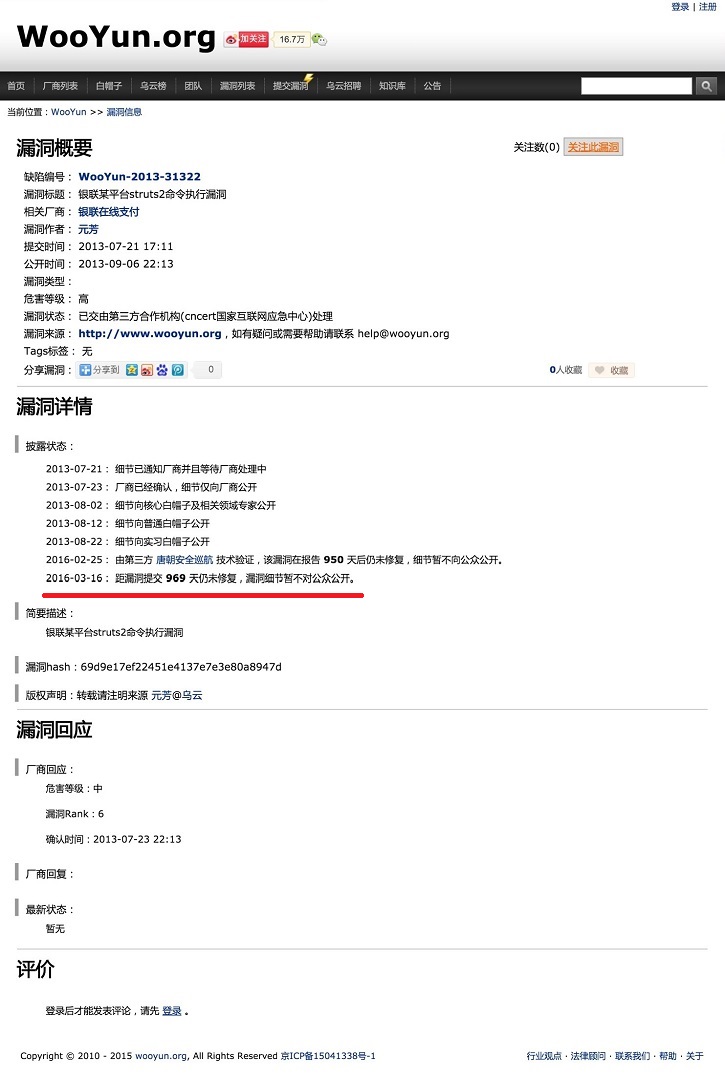 登录 | 注册
WooYun.org 加关注 16.7万
首页 厂商列表 白帽子 乌云榜 团队 漏洞列表 提交漏洞 乌云招聘 知识库 公告
当前位置：WooYun >> 漏洞信息
漏洞概要 关注数(0) 关注此漏洞
缺陷编号： WooYun-2013-31322
漏洞标题： 银联某平台struts2命令执行漏洞
相关厂商： 银联在线支付
漏洞作者： 元芳
提交时间： 2013-07-21 17:11
公开时间： 2013-09-06 22:13
漏洞类型：
危害等级： 高
漏洞状态： 已交由第三方合作机构(cncert国家互联网应急中心)处理
漏洞来源： http://www.wooyun.org，如有疑问或需要帮助请联系 help@wooyun.org
Tags标签： 无
分享漏洞： 分享到 0 0人收藏 收藏
漏洞详情
披露状态：
2013-07-21： 细节已通知厂商并且等待厂商处理中
2013-07-23： 厂商已经确认，细节仅向厂商公开
2013-08-02： 细节向核心白帽子及相关领域专家公开
2013-08-12： 细节向普通白帽子公开
2013-08-22： 细节向实习白帽子公开
2016-02-25： 由第三方 唐朝安全巡航 技术验证，该漏洞在报告 950 天后仍未修复，细节暂不向公众公开。
2016-03-16： 距漏洞提交 969 天仍未修复，漏洞细节暂不对公众公开。
简要描述：
银联某平台struts2命令执行漏洞
漏洞hash：69d9e17ef22451e4137e7e3e80a8947d
版权声明：转载请注明来源 元芳@乌云
漏洞回应
厂商回应：
危害等级：中
漏洞Rank：6
确认时间：2013-07-23 22:13
厂商回复：
最新状态：
暂无
评价
登录后才能发表评论，请先 登录 。
Copyright © 2010 - 2015 wooyun.org, All Rights Reserved 京ICP备15041338号-1 行业观点 · 法律顾问 · 联系我们 · 帮助 · 关于